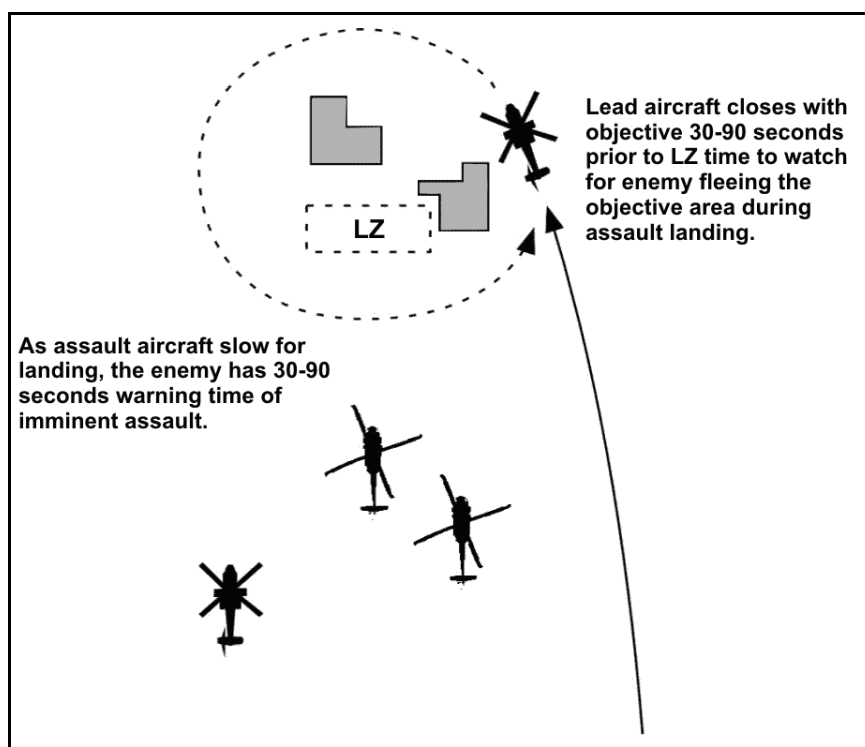 Lead aircraft closes with
objective 30-90 seconds
prior to LZ time to watch
for enemy fleeing the
objective area during
assault landing.
LZ
As assault aircraft slow for
landing, the enemy has 30-90
seconds warning time of
imminent assault.